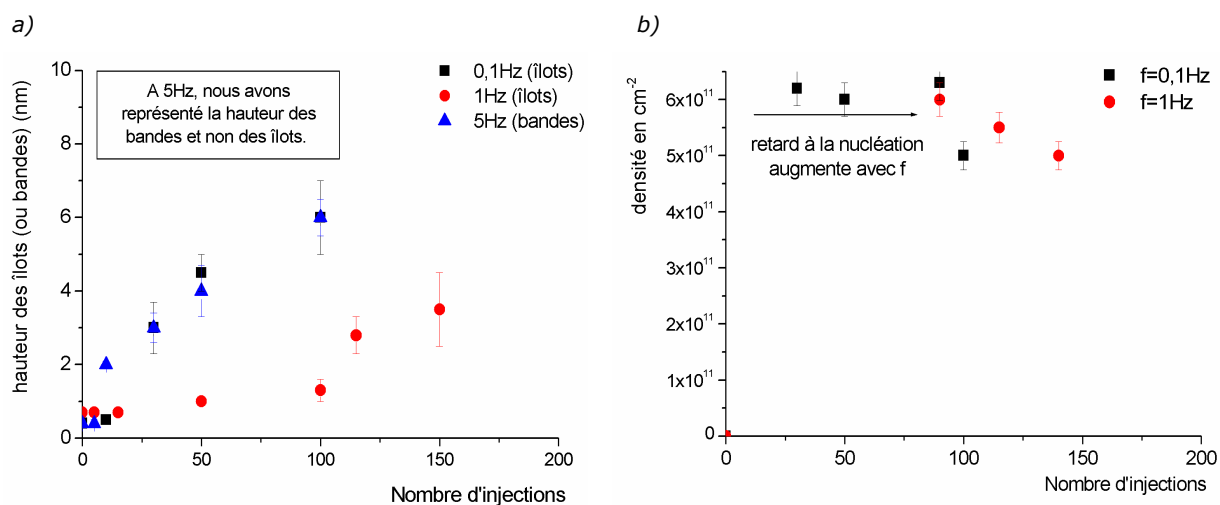 a)
hauteur des îlots (ou bandes) (nm)
10
8
6
4
2
0
A 5Hz, nous avons
représenté la hauteur des
bandes et non des îlots.
0,1Hz (îlots)
1Hz (îlots)
5Hz (bandes)
0 50 100 150 200
Nombre d'injections
b)
densité en cm-2
6x10¹¹
5x10¹¹
4x10¹¹
3x10¹¹
2x10¹¹
1x10¹¹
0
f=0,1Hz
f=1Hz
retard à la nucléation
augmente avec f
0 50 100 150 200
Nombre d'injections